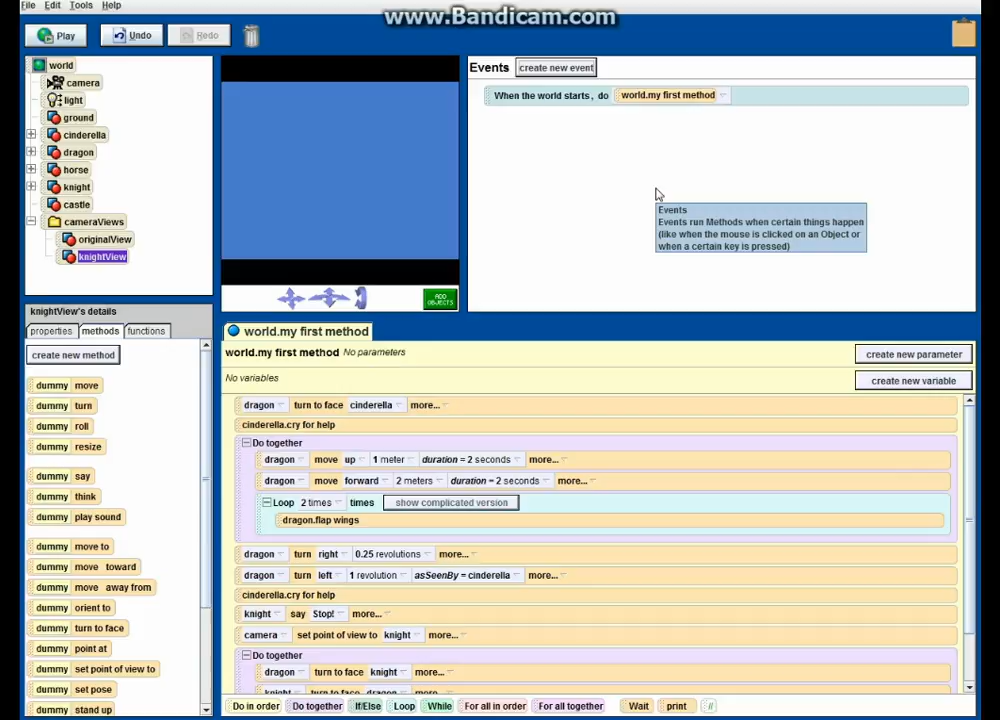 File Edit Tools Help
www.Bandicam.com
Play Undo Redo
world
camera
light
ground
cinderella
dragon
horse
knight
castle
cameraViews
originalView
knightView
ADD OBJECTS
Events create new event
When the world starts, do world.my first method
Events
Events run Methods when certain things happen
(like when the mouse is clicked on an Object or
when a certain key is pressed)
knightView's details
properties methods functions
create new method
dummy move
dummy turn
dummy roll
dummy resize
dummy say
dummy think
dummy play sound
dummy move to
dummy move toward
dummy move away from
dummy orient to
dummy turn to face
dummy point at
dummy set point of view to
dummy set pose
dummy stand up
world.my first method
world.my first method No parameters
create new parameter
No variables
create new variable
dragon turn to face cinderella more...
cinderella.cry for help
Do together
dragon move up 1 meter duration = 2 seconds more...
dragon move forward 2 meters duration = 2 seconds more...
Loop 2 times times show complicated version
dragon.flap wings
dragon turn right 0.25 revolutions more...
dragon turn left 1 revolution asSeenBy = cinderella more...
cinderella.cry for help
knight say Stop! more...
camera set point of view to knight more...
Do together
dragon turn to face knight more...
knight turn to face dragon more...
Do in order Do together If/Else Loop While For all in order For all together Wait print //